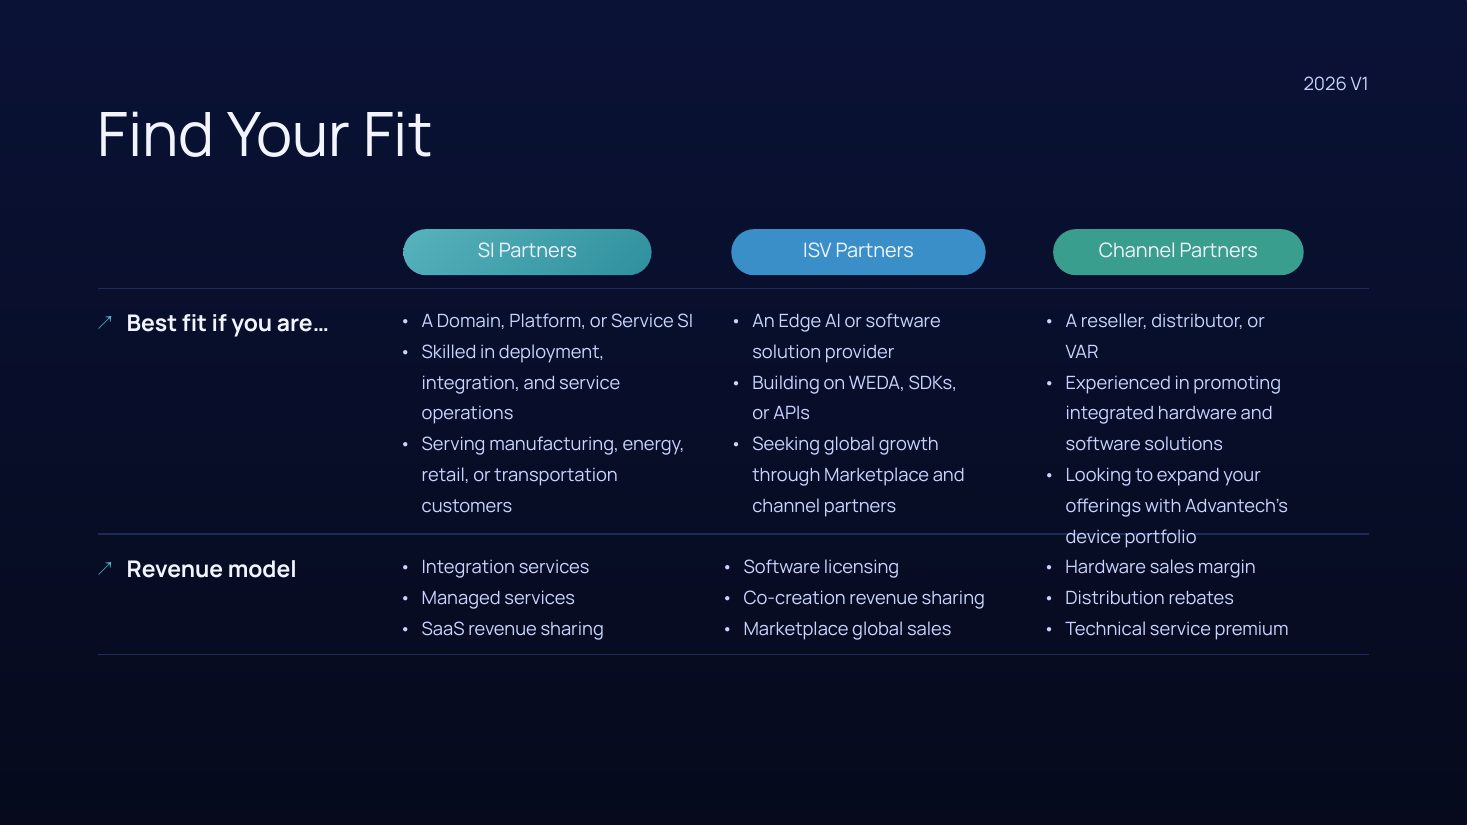 2026 V1
Find Your Fit
SI Partners
ISV Partners
Channel Partners
Best fit if you are...
• A Domain, Platform, or Service SI
• Skilled in deployment,
integration, and service
operations
• Serving manufacturing, energy,
retail, or transportation
customers
• An Edge AI or software
solution provider
• Building on WEDA, SDKs,
or APIs
• Seeking global growth
through Marketplace and
channel partners
• A reseller, distributor, or
VAR
• Experienced in promoting
integrated hardware and
software solutions
• Looking to expand your
offerings with Advantech's
device portfolio
Revenue model
• Integration services
• Managed services
• SaaS revenue sharing
• Software licensing
• Co-creation revenue sharing
• Marketplace global sales
• Hardware sales margin
• Distribution rebates
• Technical service premium